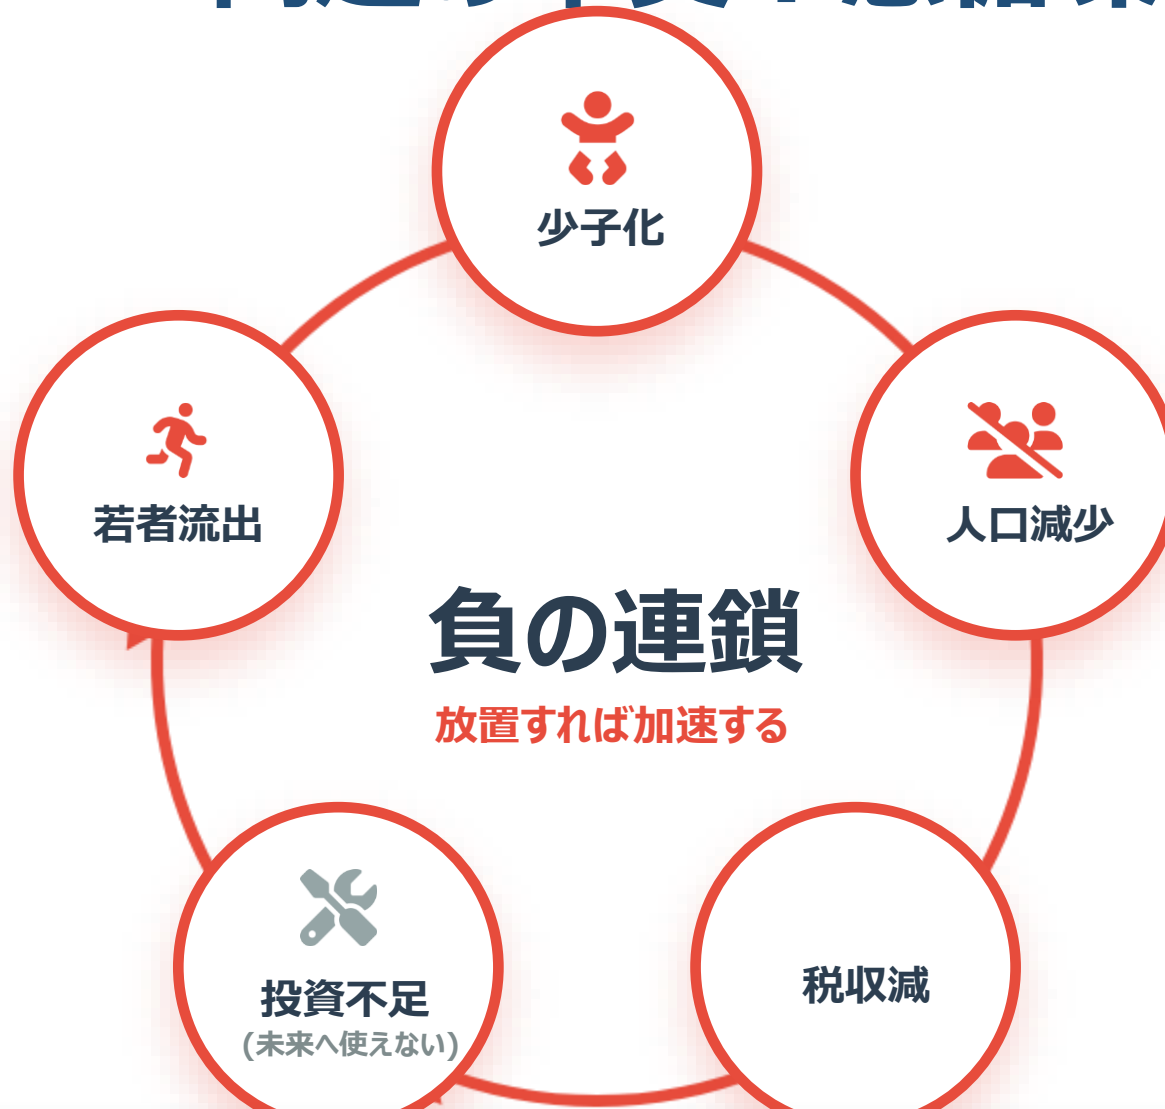 少子化
若者流出
人口減少
負の連鎖
放置すれば加速する
投資不足
(未来へ使えない)
税収減